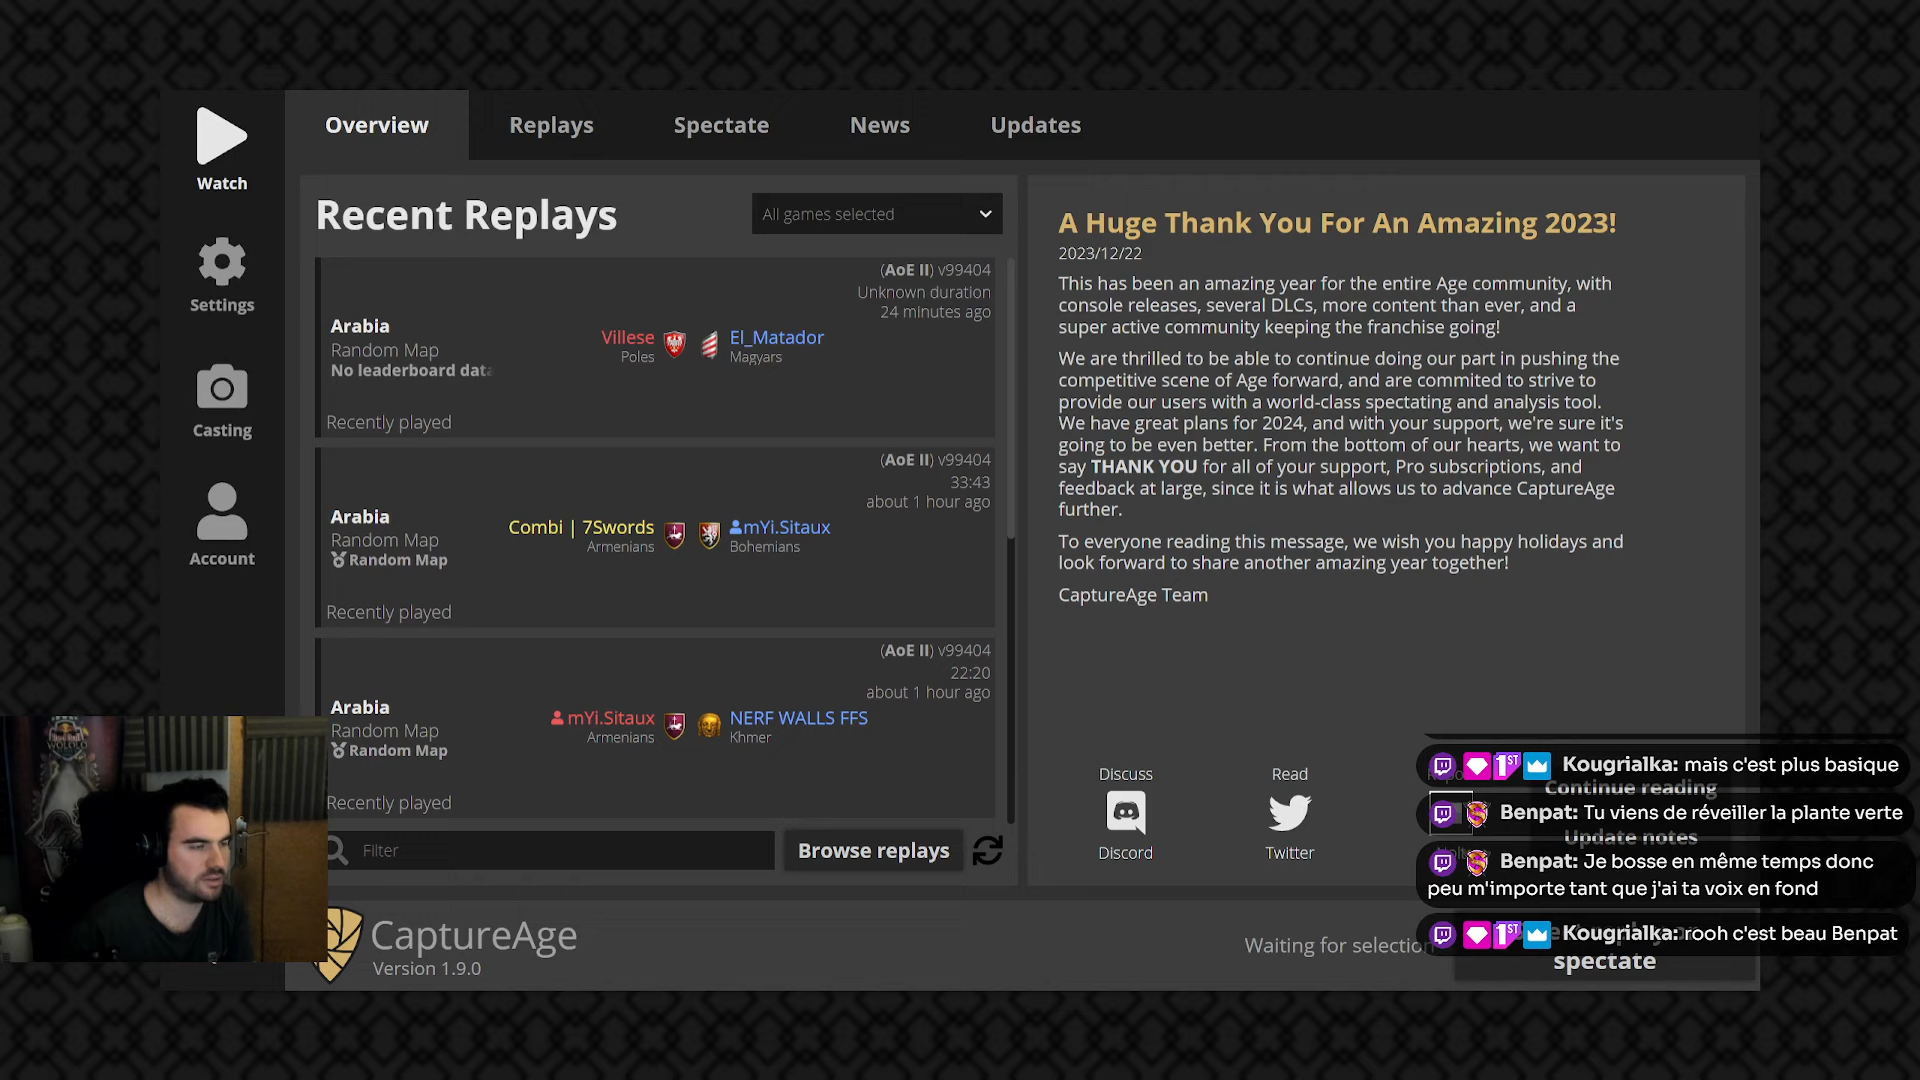 Watch
Settings
Casting
Account
Overview
Replays
Spectate
News
Updates
Recent Replays
All games selected
(AoE II) v99404
Unknown duration
24 minutes ago
Arabia
Random Map
No leaderboard data
Villese
Poles
El_Matador
Magyars
Recently played
(AoE II) v99404
33:43
about 1 hour ago
Arabia
Random Map
Random Map
Combi | 7Swords
Armenians
mYi.Sitaux
Bohemians
Recently played
(AoE II) v99404
22:20
about 1 hour ago
Arabia
Random Map
Random Map
mYi.Sitaux
Armenians
NERF WALLS FFS
Khmer
Recently played
Filter
Browse replays
A Huge Thank You For An Amazing 2023!
2023/12/22
This has been an amazing year for the entire Age community, with
console releases, several DLCs, more content than ever, and a
super active community keeping the franchise going!
We are thrilled to be able to continue doing our part in pushing the
competitive scene of Age forward, and are commited to strive to
provide our users with a world-class spectating and analysis tool.
We have great plans for 2024, and with your support, we're sure it's
going to be even better. From the bottom of our hearts, we want to
say THANK YOU for all of your support, Pro subscriptions, and
feedback at large, since it is what allows us to advance CaptureAge
further.
To everyone reading this message, we wish you happy holidays and
look forward to share another amazing year together!
CaptureAge Team
Discuss
Discord
Read
Twitter
1ST Kougrialka: mais c'est plus basique
Continue reading
Benpat: Tu viens de réveiller la plante verte
Update notes
Benpat: Je bosse en même temps donc
peu m'importe tant que j'ai ta voix en fond
1ST Kougrialka: rooh c'est beau Benpat
CaptureAge
Version 1.9.0
Waiting for selection
spectate
Red Bull
WOLOLO